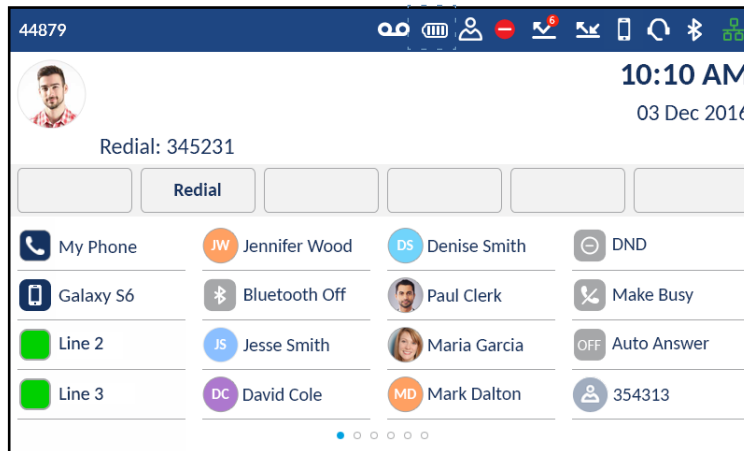 44879
6
10:10 AM
03 Dec 2016
Redial: 345231
Redial
My Phone
JW Jennifer Wood
DS Denise Smith
DND
Galaxy S6
Bluetooth Off
Paul Clerk
Make Busy
Line 2
JS Jesse Smith
Maria Garcia
OFF Auto Answer
Line 3
DC David Cole
MD Mark Dalton
354313